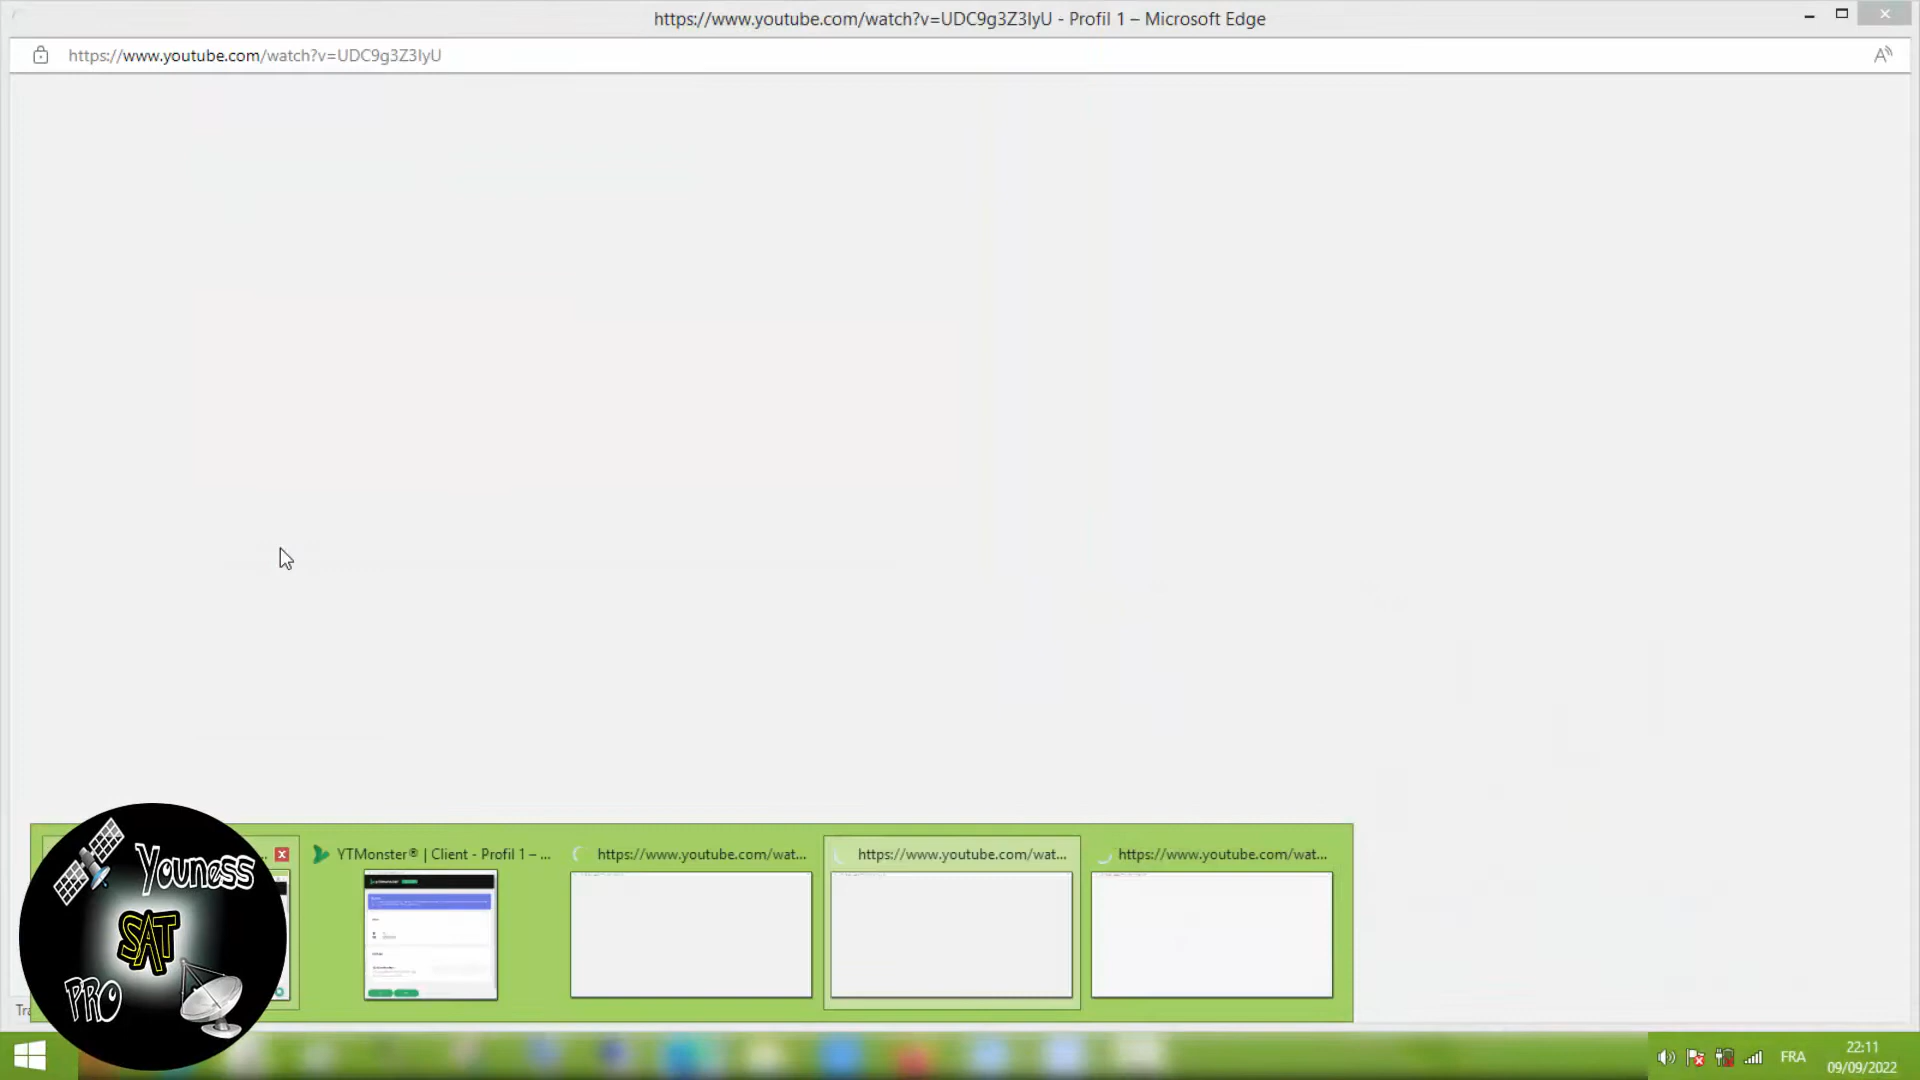 https://www.youtube.com/watch?v=UDC9g3Z3IyU - Profil 1 – Microsoft Edge
https://www.youtube.com/watch?v=UDC9g3Z3IyU
YTMonster® | Client - Profil 1 – ...
https://www.youtube.com/wat...
https://www.youtube.com/wat...
https://www.youtube.com/wat...
Youness
SAT
PRO
FRA
22:11
09/09/2022